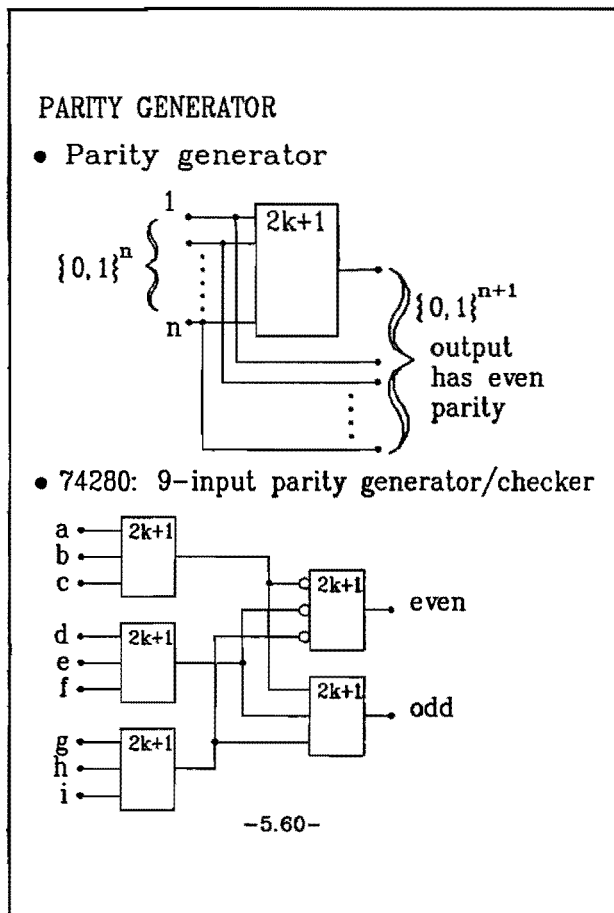 PARITY GENERATOR
• Parity generator
1
2k+1
{0,1}^n
n
{0,1}^{n+1}
output
has even
parity
• 74280: 9-input parity generator/checker
a
b
c
2k+1
d
e
f
2k+1
g
h
i
2k+1
2k+1
even
2k+1
odd
-5.60-